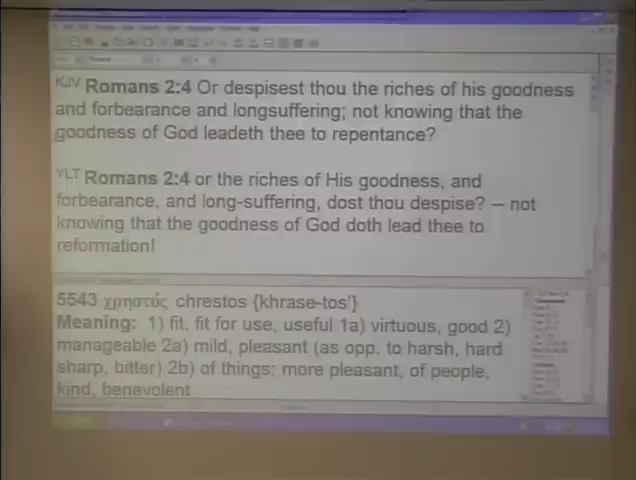 KJV Romans 2:4 Or despisest thou the riches of his goodness
and forbearance and longsuffering; not knowing that the
goodness of God leadeth thee to repentance?
YLT Romans 2:4 or the riches of His goodness, and
forbearance, and long-suffering, dost thou despise? — not
knowing that the goodness of God doth lead thee to
reformation!
5543 χρηστός chrestos {khrase-tos'}
Meaning: 1) fit, fit for use, useful 1a) virtuous, good 2)
manageable 2a) mild, pleasant (as opp. to harsh, hard
sharp, bitter) 2b) of things: more pleasant, of people,
kind, benevolent